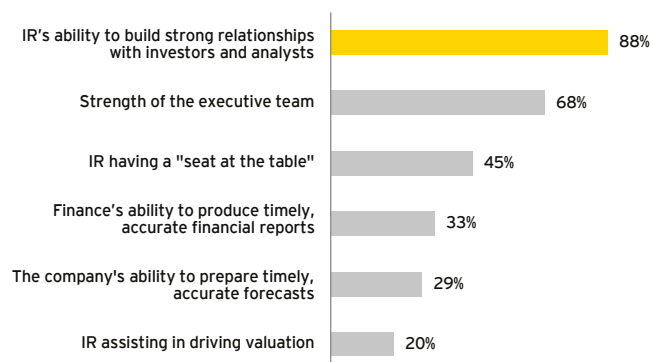 IR’s ability to build strong relationships
with investors and analysts
88%
Strength of the executive team
68%
IR having a "seat at the table"
45%
Finance’s ability to produce timely,
accurate financial reports
33%
The company's ability to prepare timely,
accurate forecasts
29%
IR assisting in driving valuation
20%